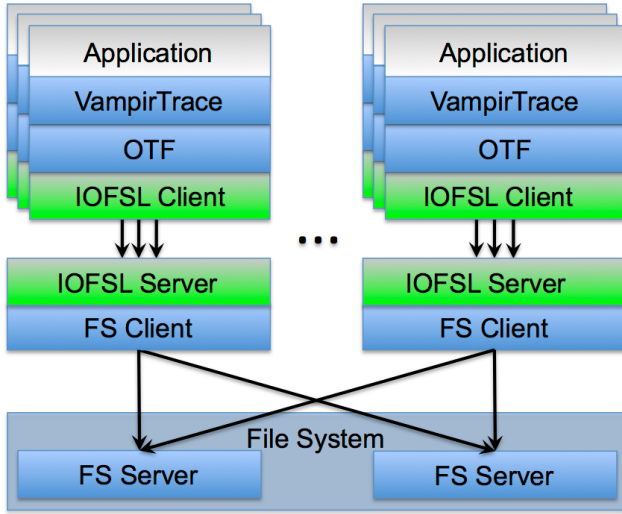 Application
VampirTrace
OTF
IOFSL Client
Application
VampirTrace
OTF
IOFSL Client
...
IOFSL Server
FS Client
IOFSL Server
FS Client
File System
FS Server
FS Server